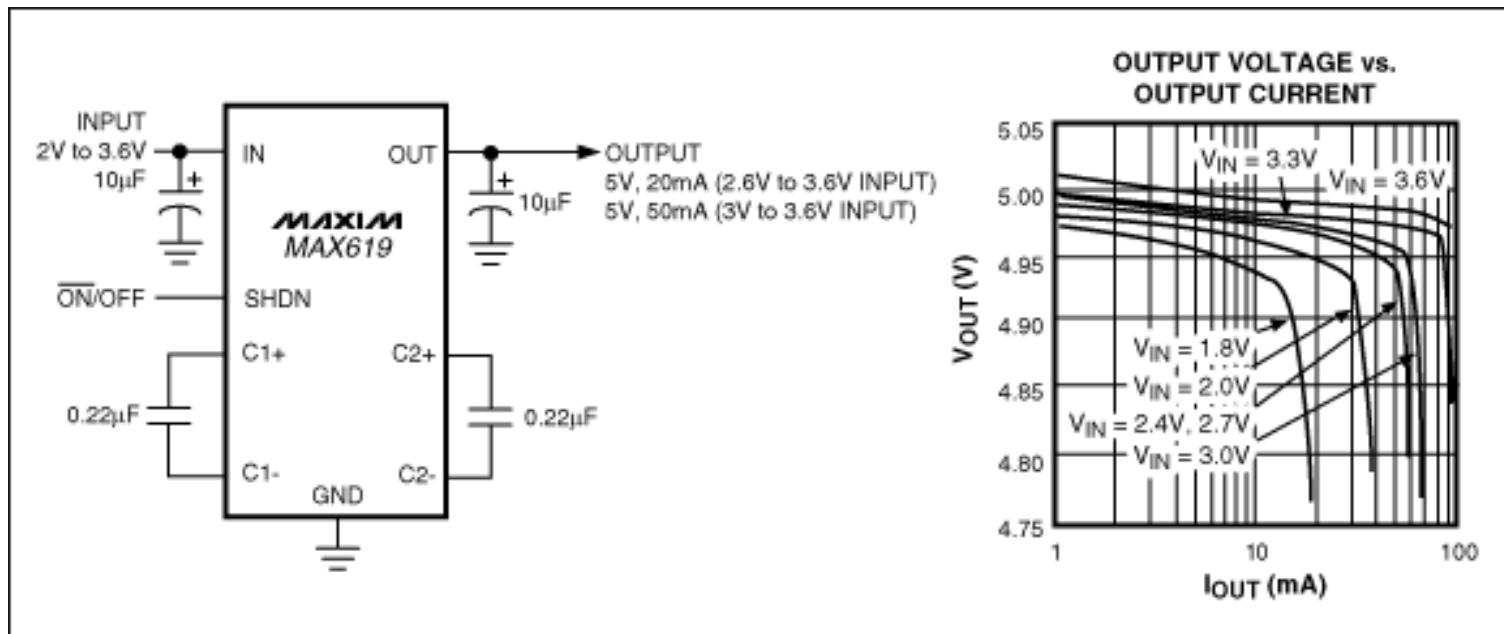 INPUT
2V to 3.6V
10µF
+
IN
OUT
+
10µF
OUTPUT
5V, 20mA (2.6V to 3.6V INPUT)
5V, 50mA (3V to 3.6V INPUT)
MAXIM
MAX619
ON/OFF
SHDN
C1+
C2+
0.22µF
0.22µF
C1-
C2-
GND
OUTPUT VOLTAGE vs.
OUTPUT CURRENT
5.05
5.00
4.95
4.90
4.85
4.80
4.75
VOUT (V)
VIN = 3.3V
VIN = 3.6V
VIN = 1.8V
VIN = 2.0V
VIN = 2.4V, 2.7V
VIN = 3.0V
1
10
100
IOUT (mA)